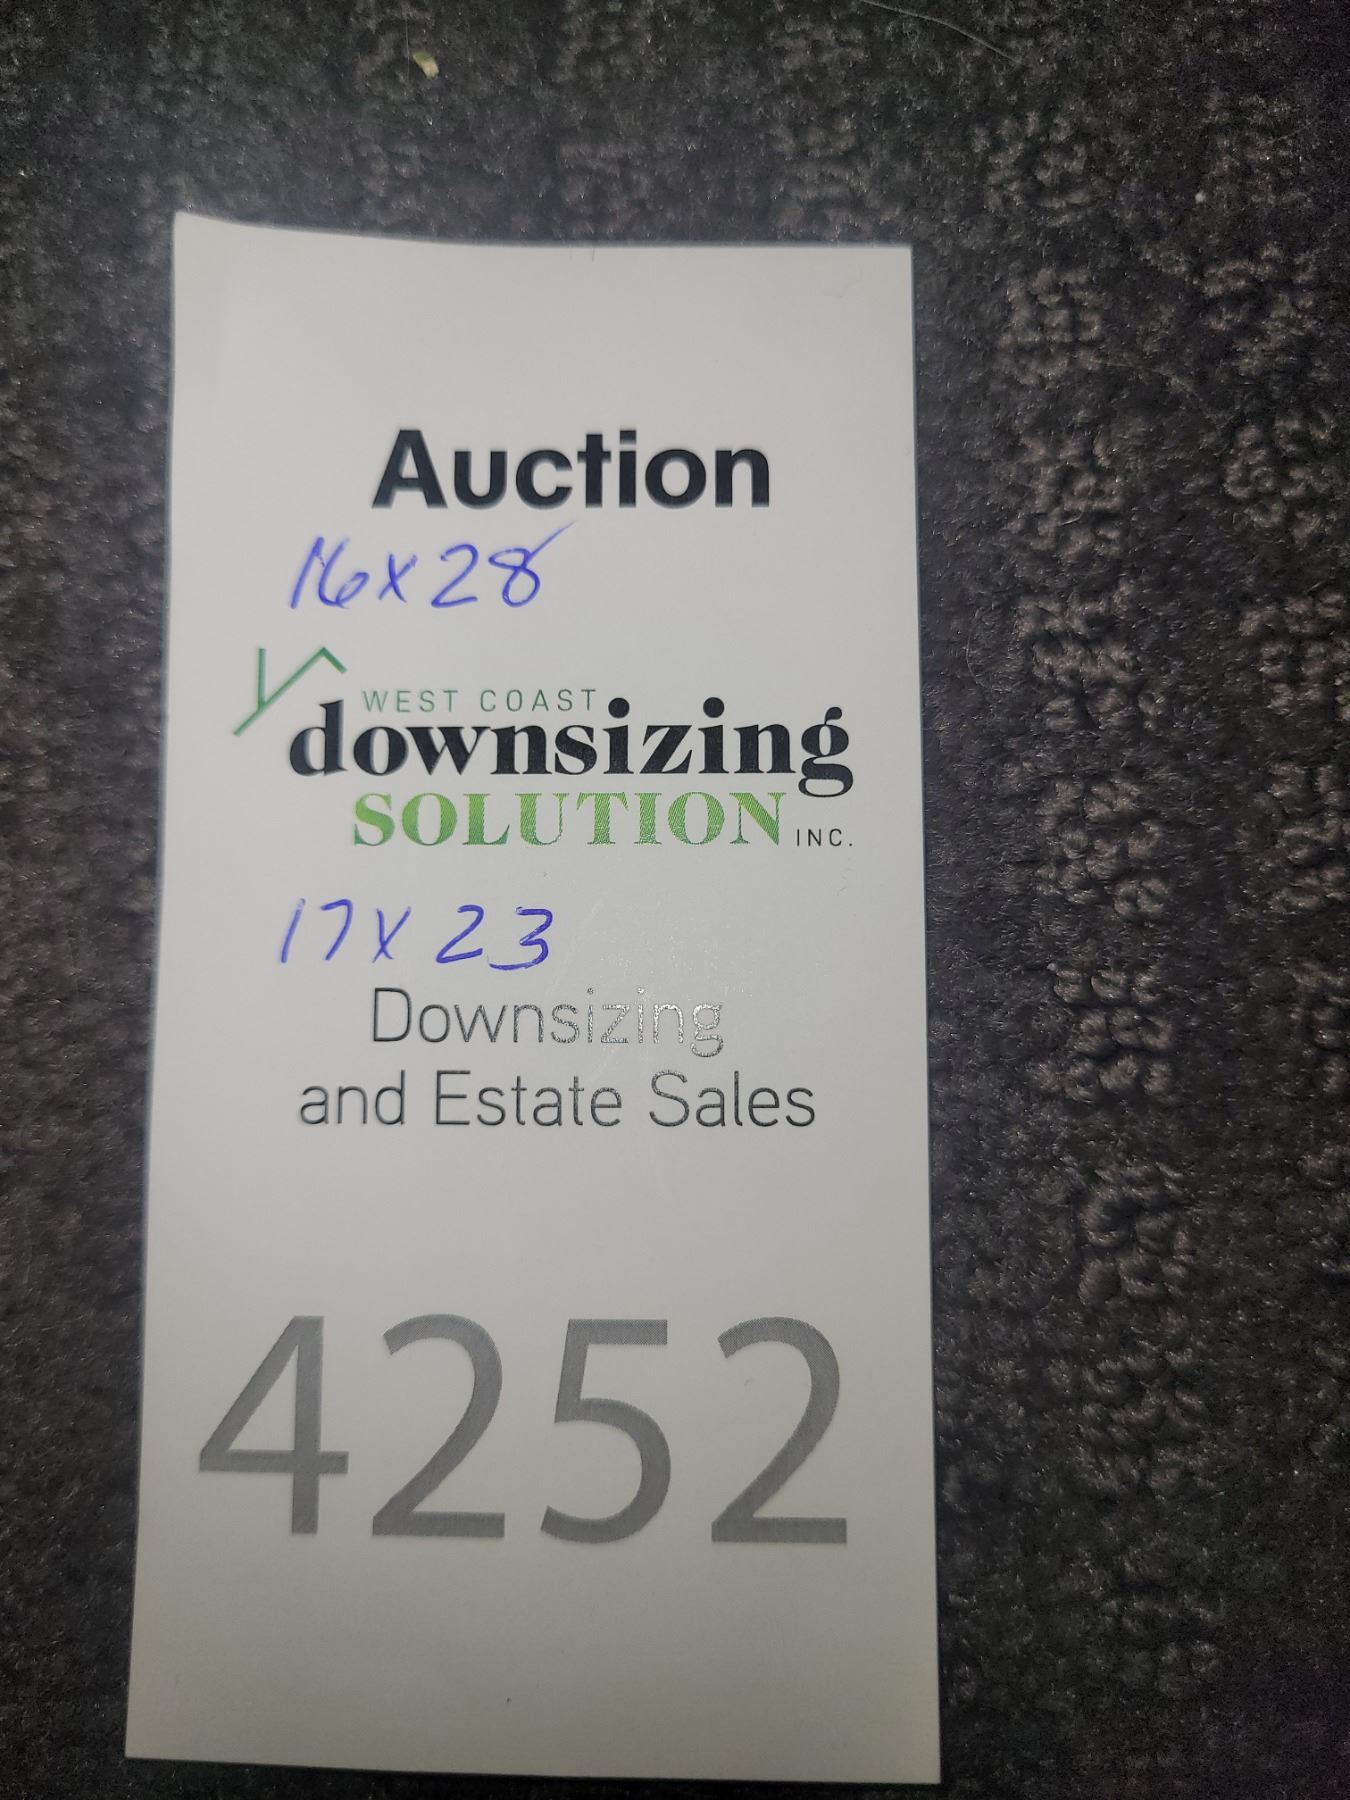 Auction
16x28
WEST COAST
downsizing
SOLUTION INC.
17x23
Downsizing
and Estate Sales
4252